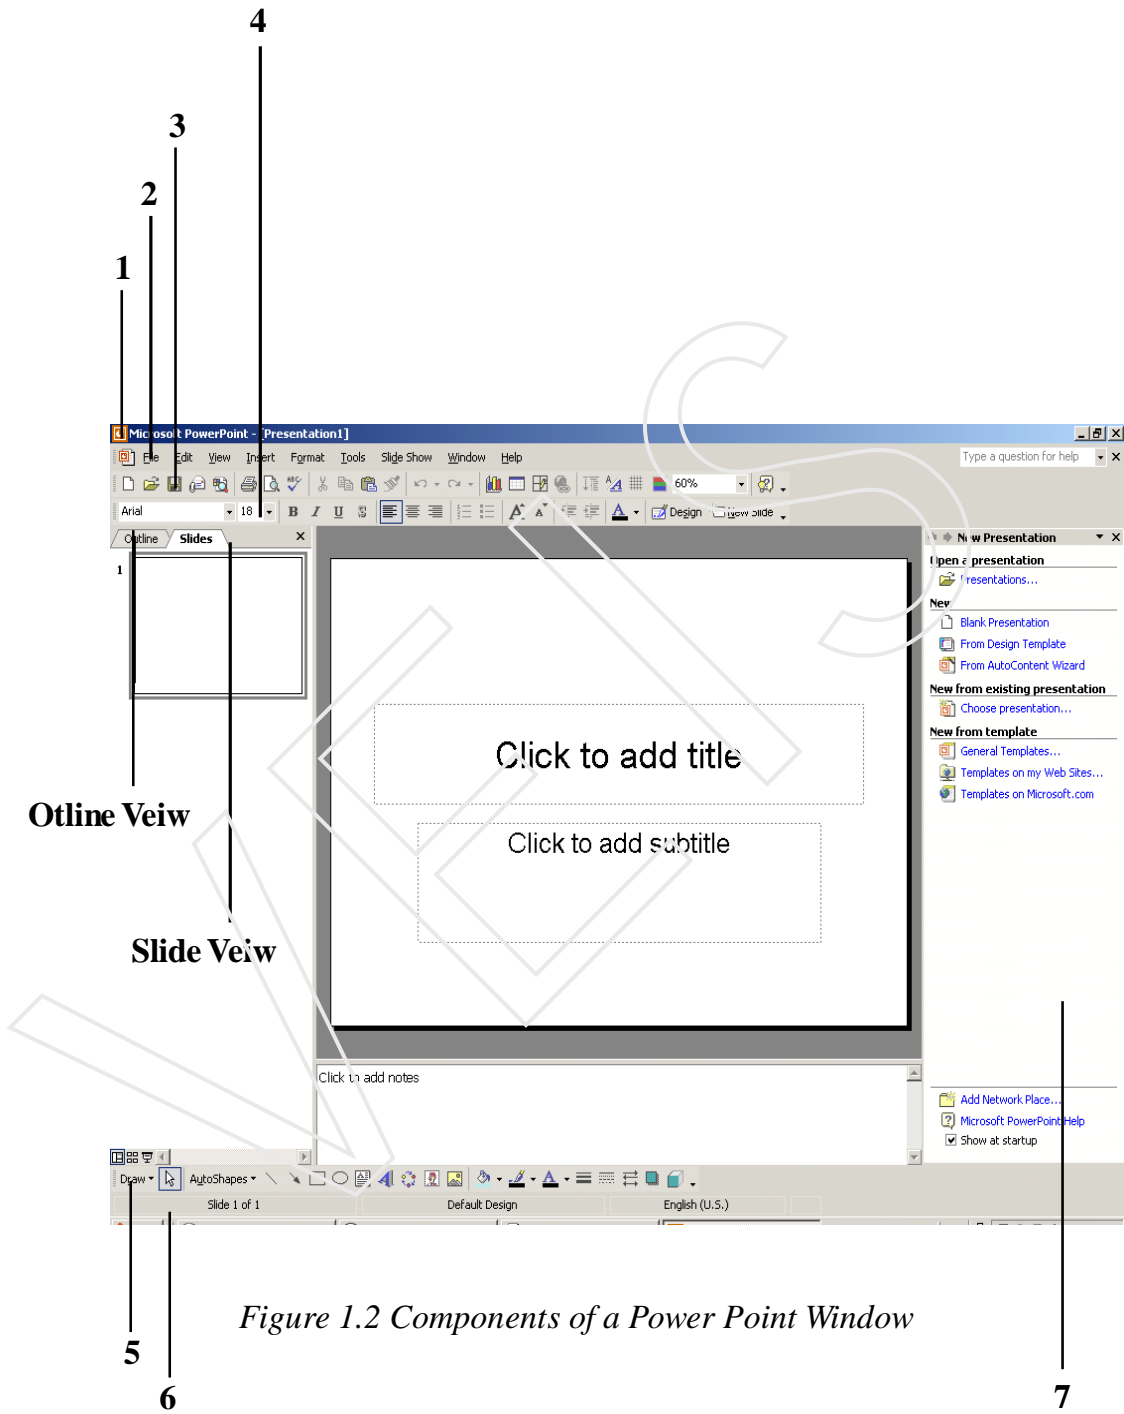 4
3
2
1
Microsoft PowerPoint - [Presentation1]
File Edit View Insert Format Tools Slide Show Window Help
Type a question for help
60%
Arial 18 B I U S Design New Slide
Outline Slides
New Presentation
1
Open a presentation
Presentations...
New
Blank Presentation
From Design Template
From AutoContent Wizard
New from existing presentation
Choose presentation...
New from template
General Templates...
Templates on my Web Sites...
Templates on Microsoft.com
Click to add title
Click to add subtitle
Otline Veiw
Slide Veiw
Click to add notes
Add Network Place...
Microsoft PowerPoint Help
Show at startup
Draw AutoShapes
Slide 1 of 1 Default Design English (U.S.)
Figure 1.2 Components of a Power Point Window
5
6
7
VETS